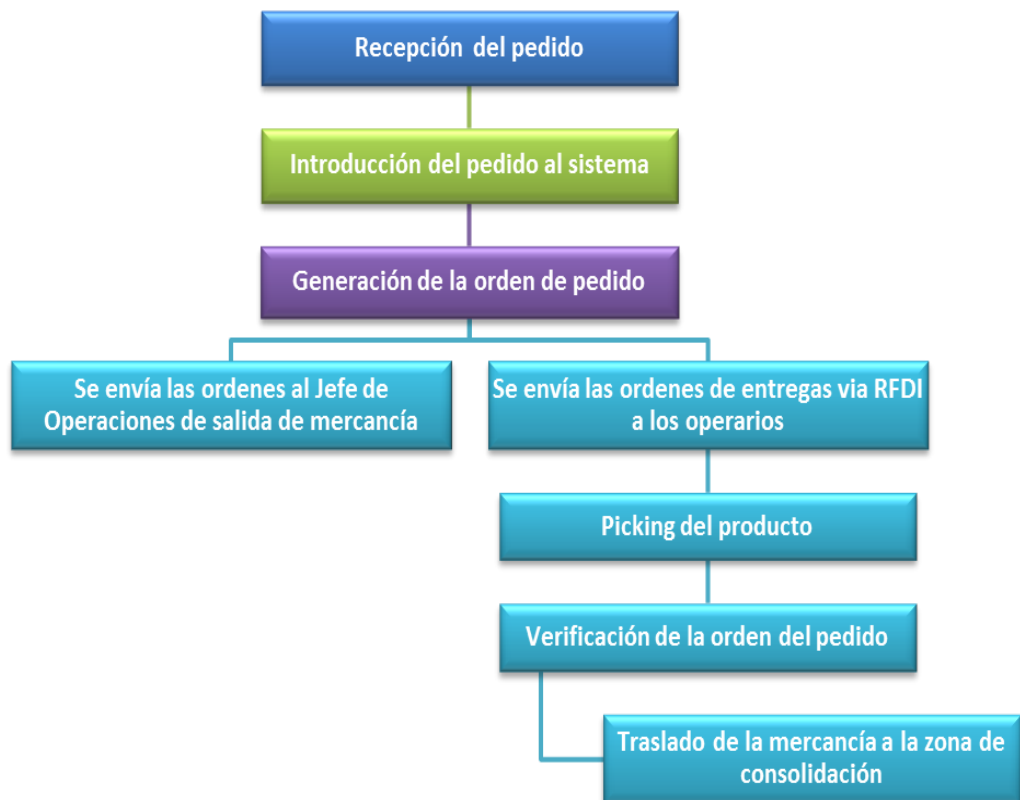 Recepción del pedido
Introducción del pedido al sistema
Generación de la orden de pedido
Se envía las ordenes al Jefe de
Operaciones de salida de mercancía
Se envía las ordenes de entregas via RFDI
a los operarios
Picking del producto
Verificación de la orden del pedido
Traslado de la mercancía a la zona de
consolidación